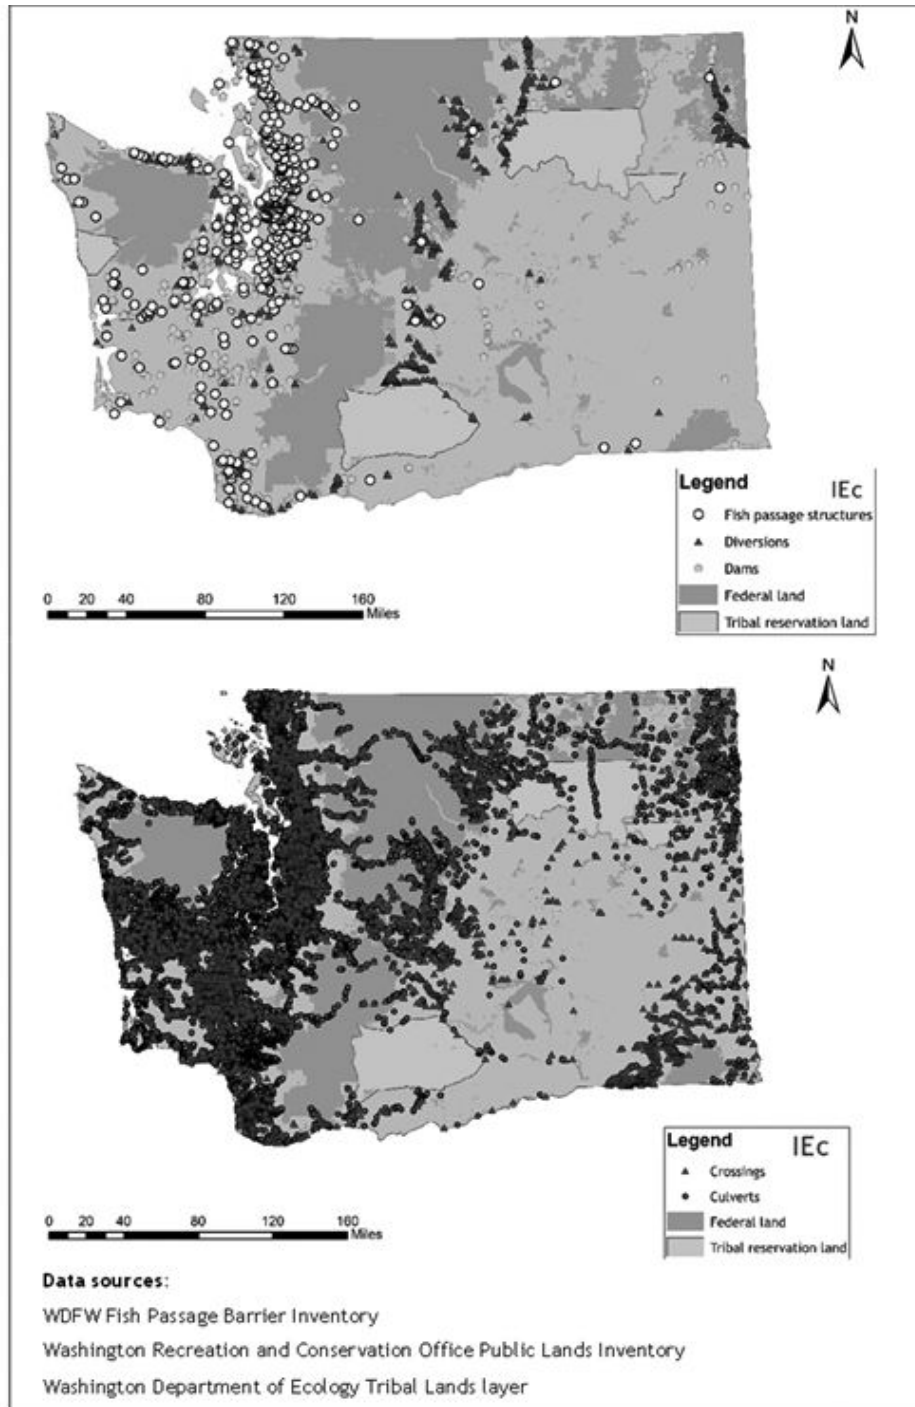 N
Legend IEc
Fish passage structures
Diversions
Dams
Federal land
Tribal reservation land
0 20 40 80 120 160
Miles
N
Legend IEc
Crossings
Culverts
Federal land
Tribal reservation land
0 20 40 80 120 160
Miles
Data sources:
WDFW Fish Passage Barrier Inventory
Washington Recreation and Conservation Office Public Lands Inventory
Washington Department of Ecology Tribal Lands layer